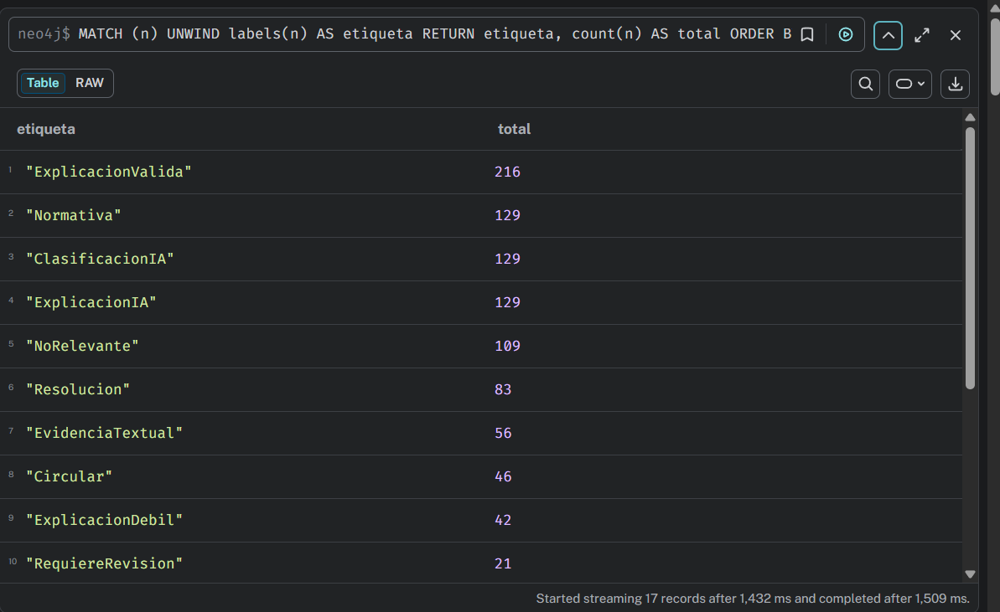 neo4j$ MATCH (n) UNWIND labels(n) AS etiqueta RETURN etiqueta, count(n) AS total ORDER B
Table RAW
etiqueta total
1 "ExplicacionValida" 216
2 "Normativa" 129
3 "ClasificacionIA" 129
4 "ExplicacionIA" 129
5 "NoRelevante" 109
6 "Resolucion" 83
7 "EvidenciaTextual" 56
8 "Circular" 46
9 "ExplicacionDebil" 42
10 "RequiereRevision" 21
Started streaming 17 records after 1,432 ms and completed after 1,509 ms.